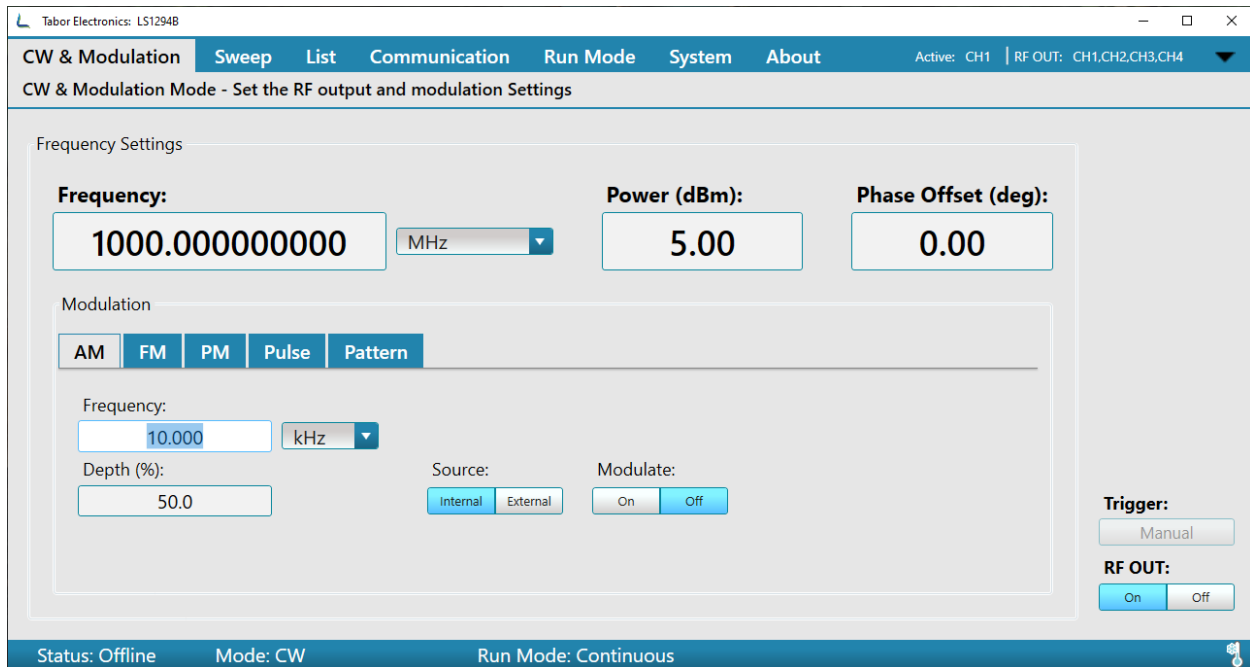 Tabor Electronics: LS1294B
CW & Modulation Sweep List Communication Run Mode System About Active: CH1 RF OUT: CH1,CH2,CH3,CH4
CW & Modulation Mode - Set the RF output and modulation Settings
Frequency Settings
Frequency: Power (dBm): Phase Offset (deg):
1000.000000000 MHz 5.00 0.00
Modulation
AM FM PM Pulse Pattern
Frequency:
10.000 kHz
Depth (%): Source: Modulate:
50.0 Internal External On Off
Trigger:
Manual
RF OUT:
On Off
Status: Offline Mode: CW Run Mode: Continuous